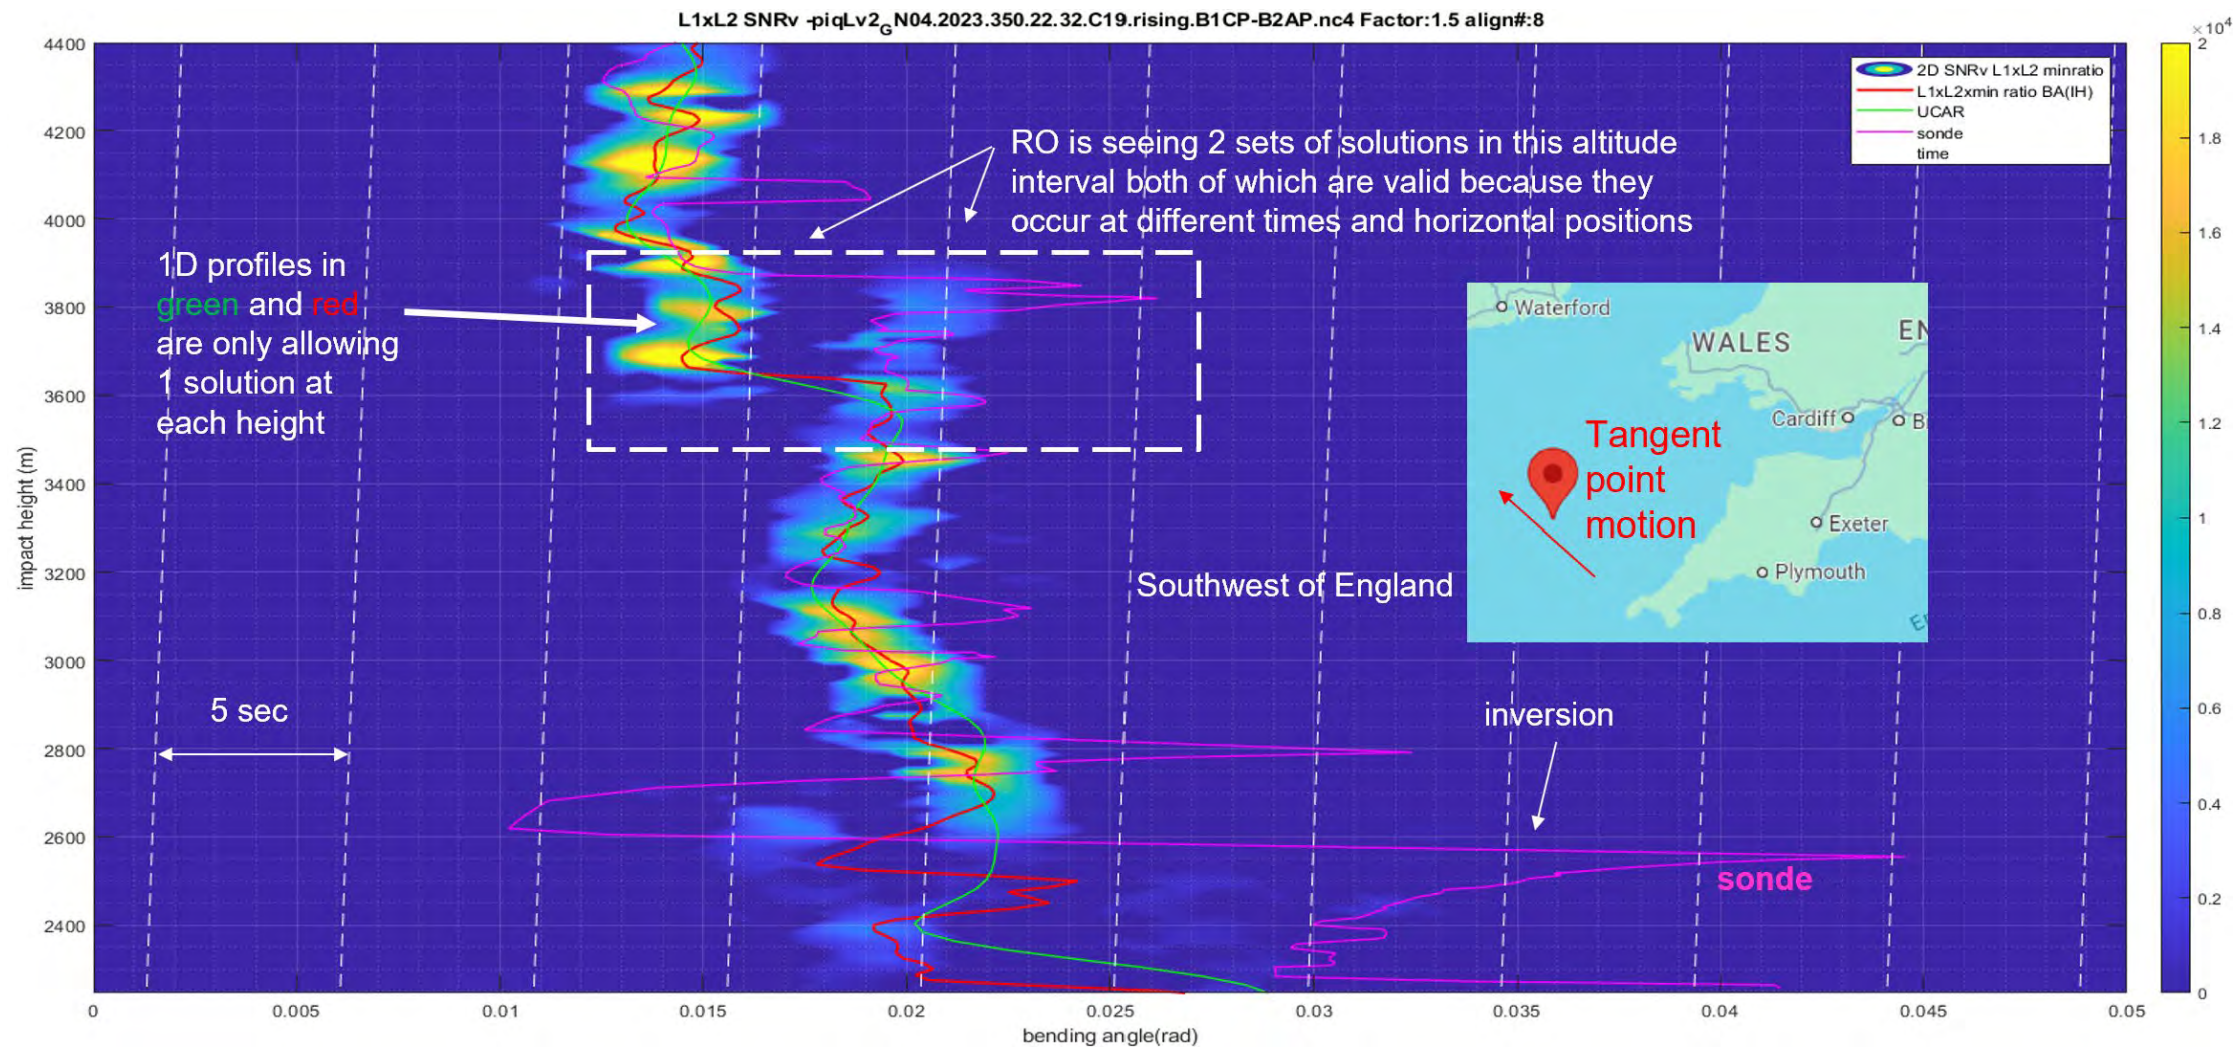 L1xL2 SNRv -piqLv2GN04.2023.350.22.32.C19.rising.B1CP-B2AP.nc4 Factor:1.5 align#:8
×10⁴
2D SNRv L1xL2 minratio
L1xL2xmin ratio BA(IH)
UCAR
sonde
time
RO is seeing 2 sets of solutions in this altitude
interval both of which are valid because they
occur at different times and horizontal positions
1D profiles in
green and red
are only allowing
1 solution at
each height
Waterford
WALES
EN
Cardiff
B
Exeter
Plymouth
Tangent
point
motion
Southwest of England
5 sec
inversion
sonde
impact height (m)
4400
4200
4000
3800
3600
3400
3200
3000
2800
2600
2400
0 0.005 0.01 0.015 0.02 0.025 0.03 0.035 0.04 0.045 0.05
bending angle(rad)
2
1.8
1.6
1.4
1.2
1
0.8
0.6
0.4
0.2
0